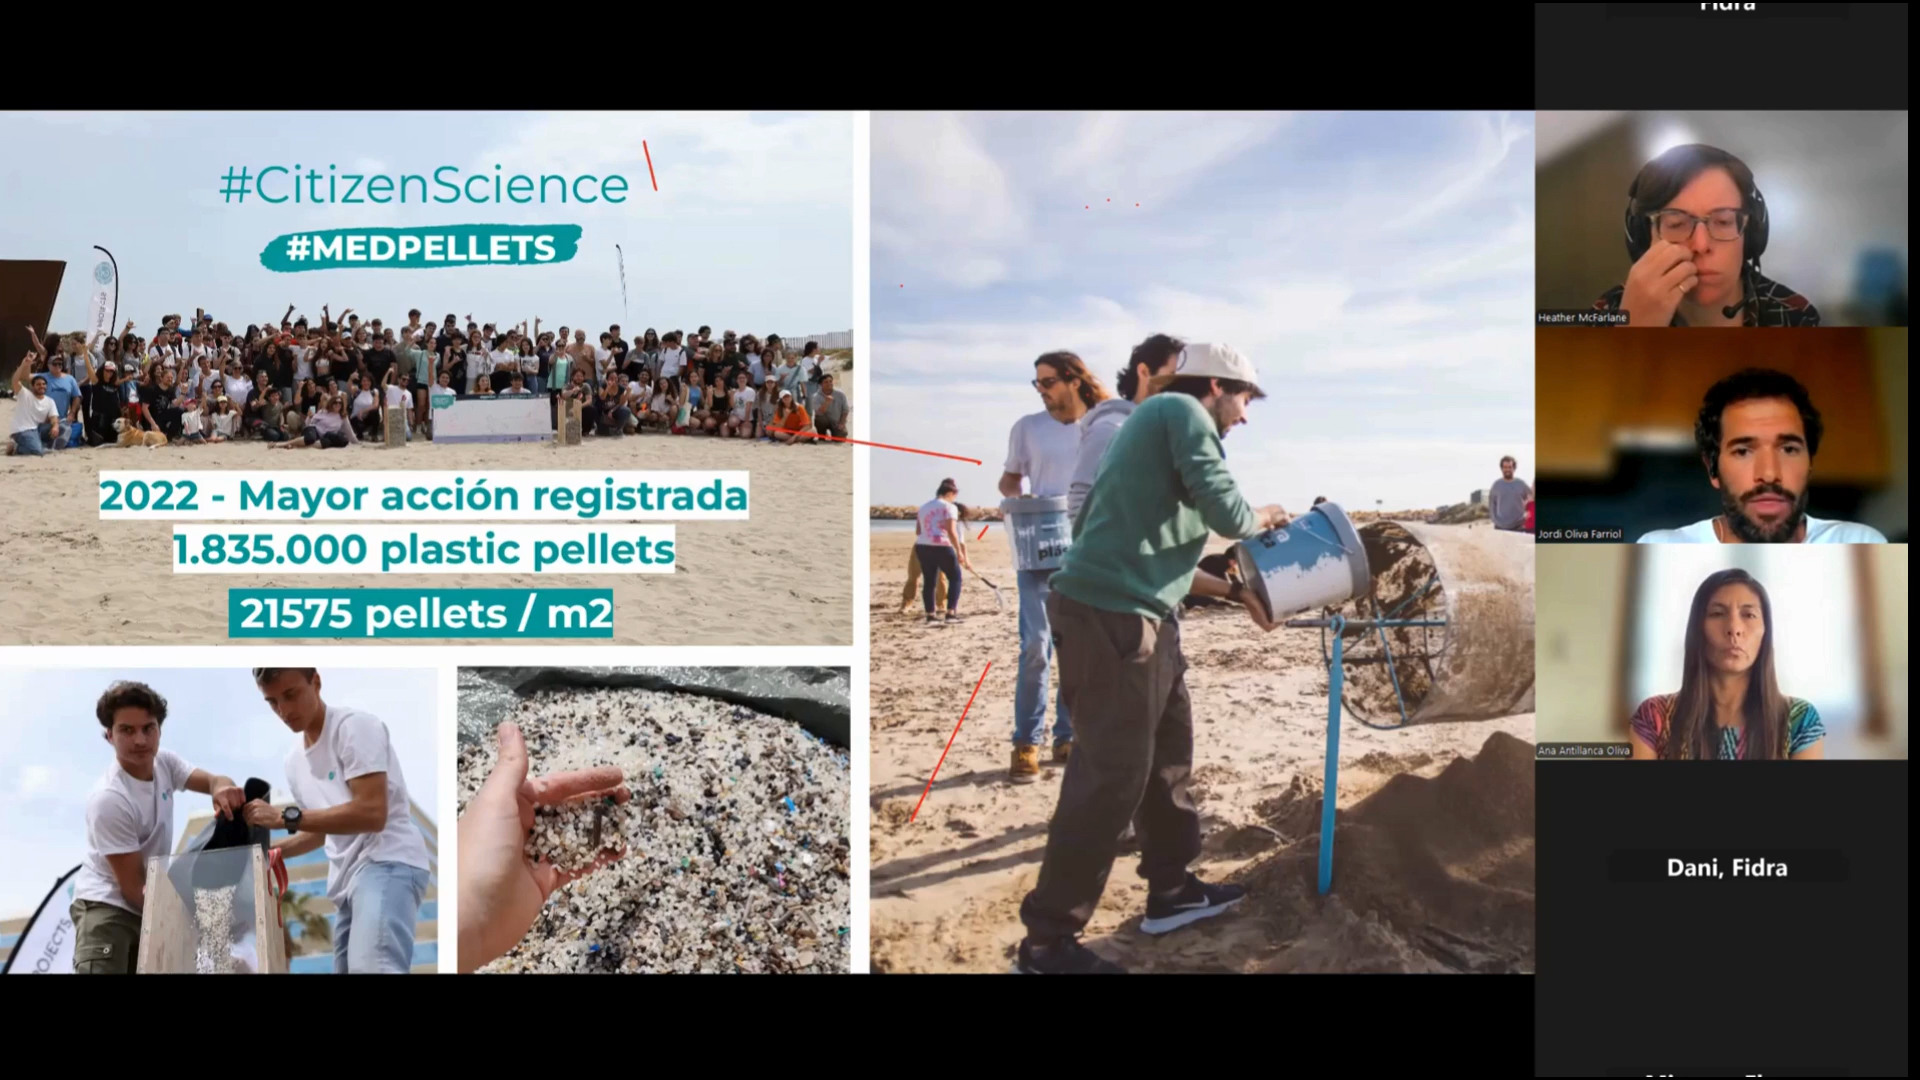 #CitizenScience
#MEDPELLETS
2022 - Mayor acción registrada
1.835.000 plastic pellets
21575 pellets / m2
OJECTS
Fidra
Heather McFarlane
Jordi Oliva Farriol
Ana Antillanca Oliva
Dani, Fidra